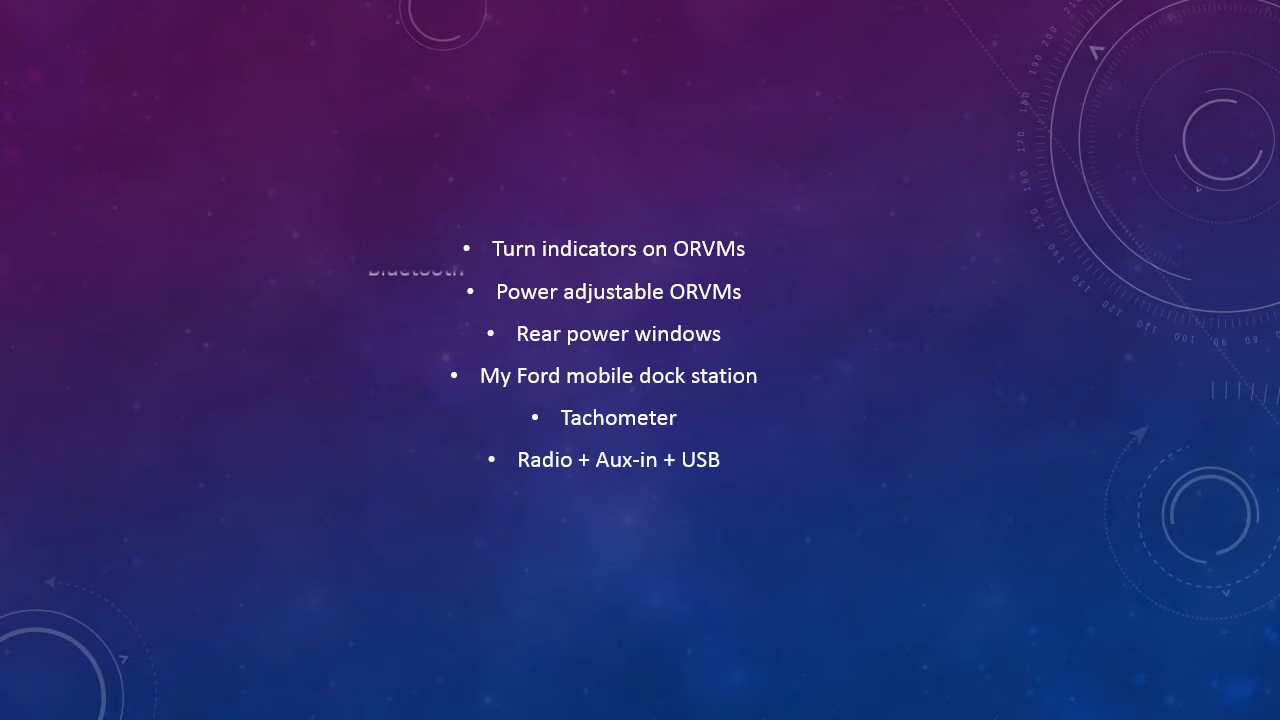 • Turn indicators on ORVMs
Bluetooth
• Power adjustable ORVMs
• Rear power windows
• My Ford mobile dock station
• Tachometer
• Radio + Aux-in + USB